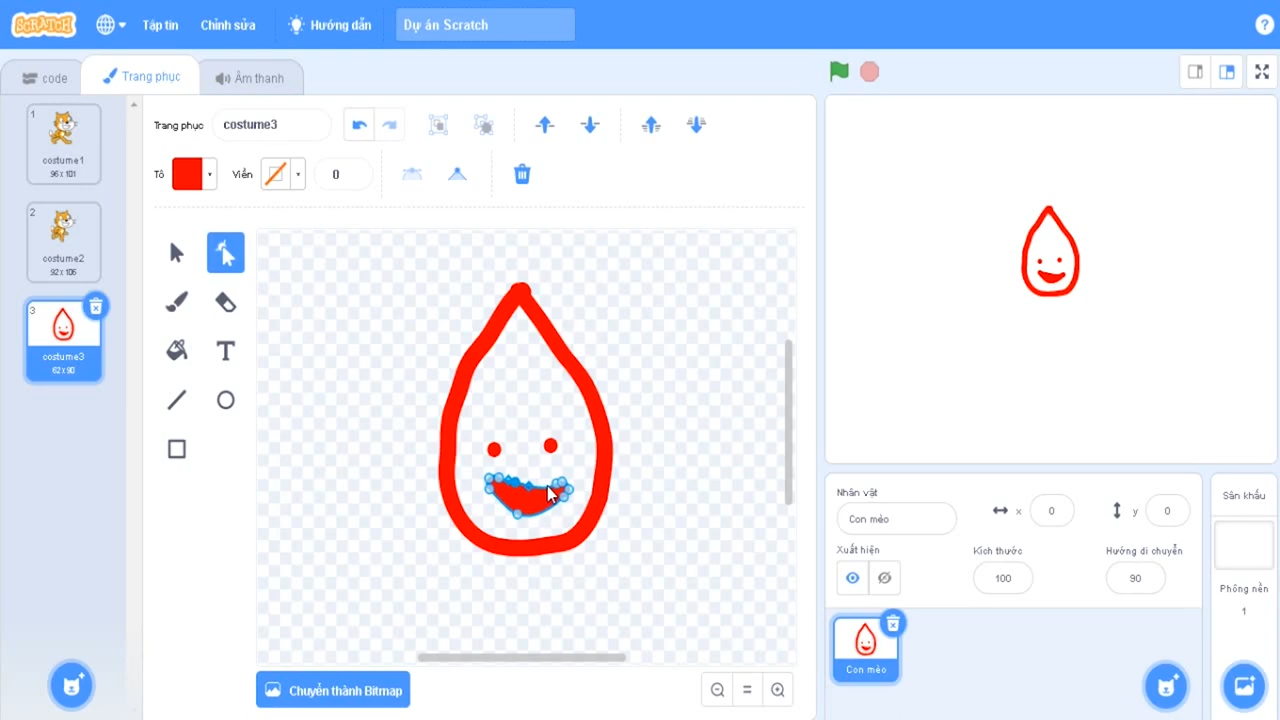 SCRATCH
Tập tin
Chỉnh sửa
Hướng dẫn
Dự án Scratch
?
code
Trang phục
Âm thanh
1
costume1
96 x 101
2
costume2
92 x 106
3
costume3
62 x 90
Trang phục
costume3
Tô
Viền
0
T
Chuyển thành Bitmap
Nhân vật
Con mèo
x
0
y
0
Xuất hiện
Kích thước
100
Hướng di chuyển
90
Con mèo
Sân khấu
Phông nền
1